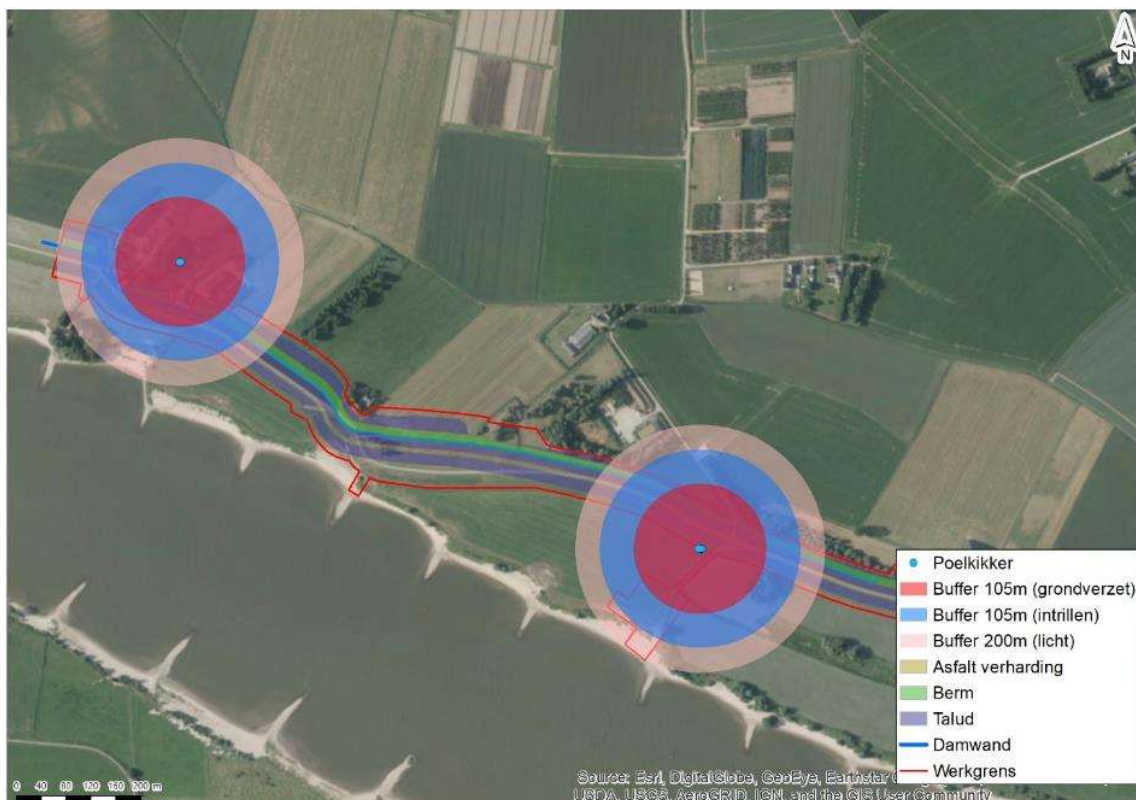 N
Poelkikker
Buffer 105m (grondverzet)
Buffer 105m (intrillen)
Buffer 200m (licht)
Asfalt verharding
Berm
Talud
Damwand
Werkgrens
0 40 80 120 160 200 m
Source: Esri, DigitalGlobe, GeoEye, Earthstar
USDA, USGS, AeroGRID, IGN, and the GIS User Community